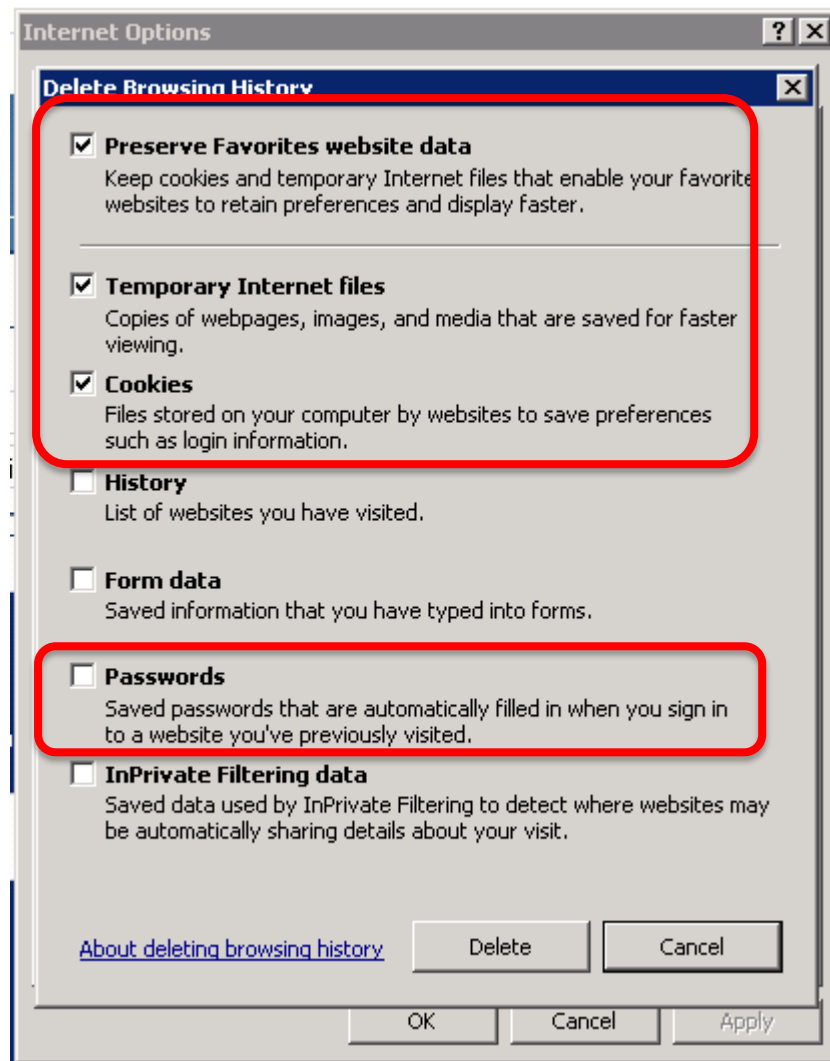 Internet Options
Delete Browsing History
Preserve Favorites website data
Keep cookies and temporary Internet files that enable your favorite
websites to retain preferences and display faster.
Temporary Internet files
Copies of webpages, images, and media that are saved for faster
viewing.
Cookies
Files stored on your computer by websites to save preferences
such as login information.
History
List of websites you have visited.
Form data
Saved information that you have typed into forms.
Passwords
Saved passwords that are automatically filled in when you sign in
to a website you've previously visited.
InPrivate Filtering data
Saved data used by InPrivate Filtering to detect where websites may
be automatically sharing details about your visit.
About deleting browsing history
Delete
Cancel
OK
Cancel
Apply